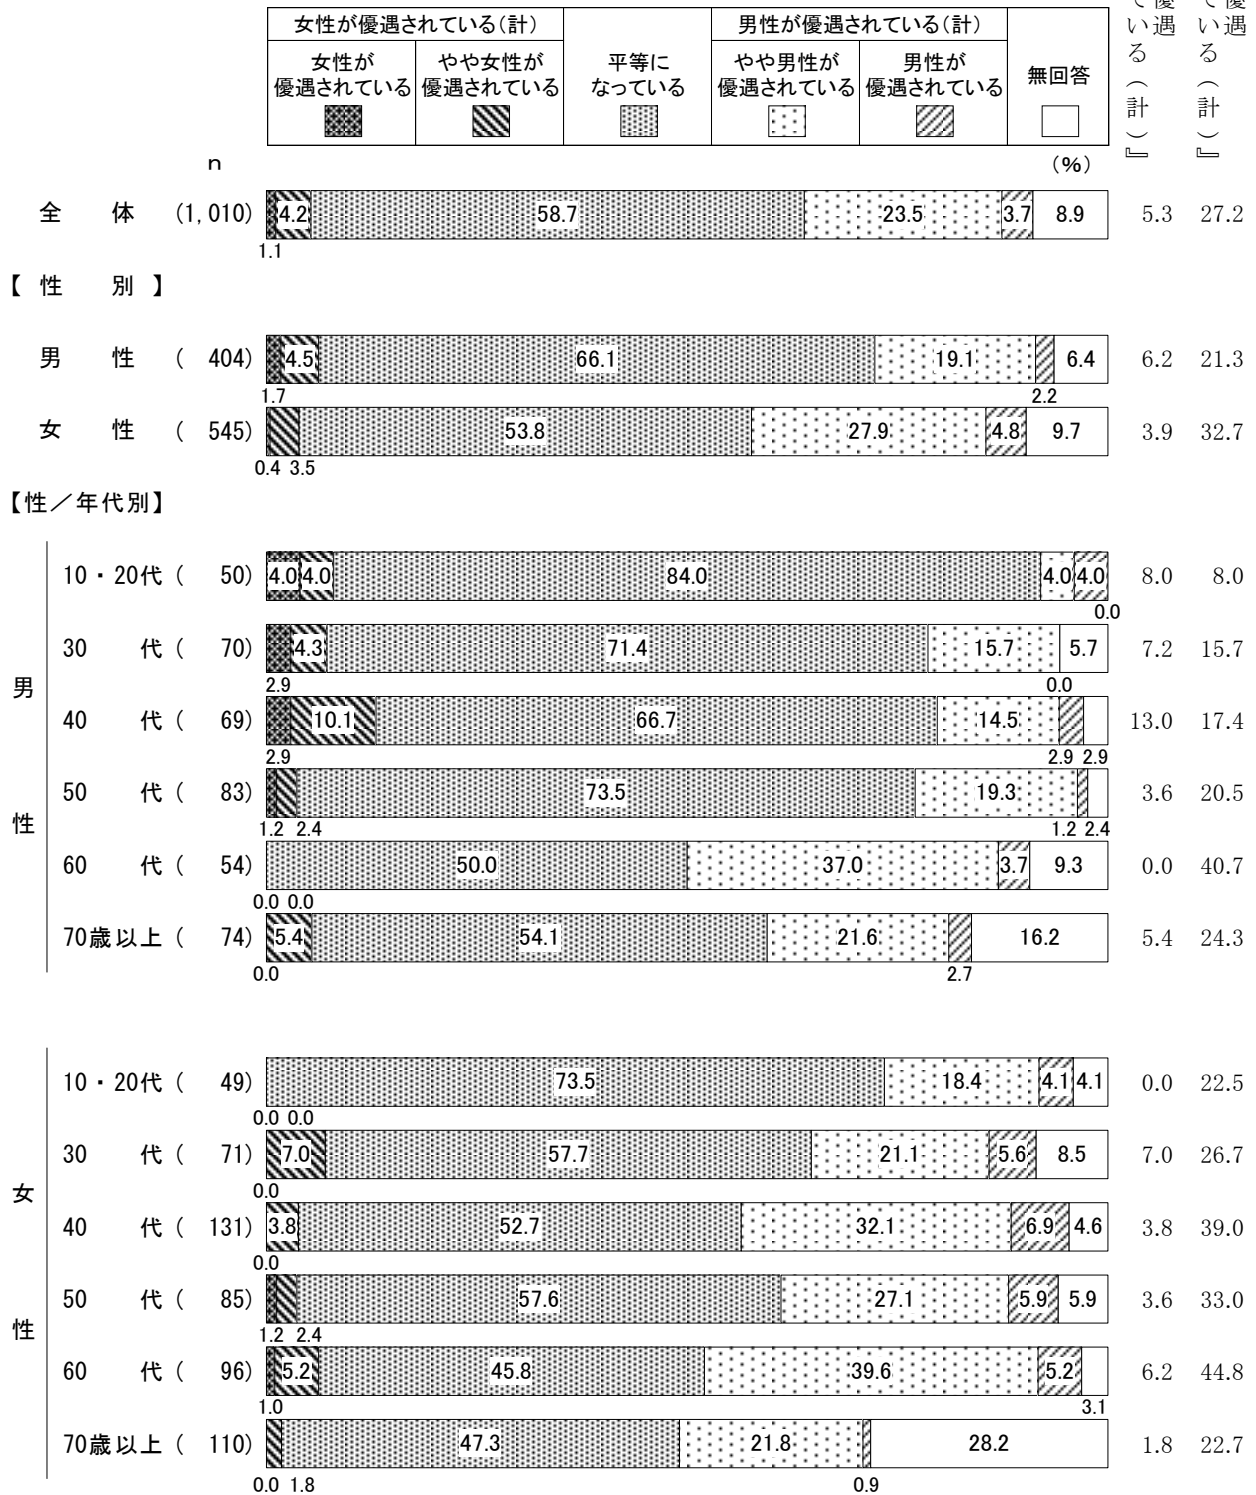 女性が優遇されている(計) 男性が優遇されている(計)
女性が優遇されている やや女性が優遇されている 平等になっている やや男性が優遇されている 男性が優遇されている 無回答
優遇ている(計)』 優遇ている(計)』
n (%)
全体 (1,010) 1.1 4.2 58.7 23.5 3.7 8.9 5.3 27.2
【性別】
男性 (404) 1.7 4.5 66.1 19.1 2.2 6.4 6.2 21.3
女性 (545) 0.4 3.5 53.8 27.9 4.8 9.7 3.9 32.7
【性/年代別】
男性
10・20代 (50) 4.0 4.0 84.0 4.0 4.0 0.0 8.0 8.0
30代 (70) 2.9 4.3 71.4 15.7 0.0 5.7 7.2 15.7
40代 (69) 2.9 10.1 66.7 14.5 2.9 2.9 13.0 17.4
50代 (83) 1.2 2.4 73.5 19.3 1.2 2.4 3.6 20.5
60代 (54) 0.0 0.0 50.0 37.0 3.7 9.3 0.0 40.7
70歳以上 (74) 0.0 5.4 54.1 21.6 2.7 16.2 5.4 24.3
女性
10・20代 (49) 0.0 0.0 73.5 18.4 4.1 4.1 0.0 22.5
30代 (71) 0.0 7.0 57.7 21.1 5.6 8.5 7.0 26.7
40代 (131) 0.0 3.8 52.7 32.1 6.9 4.6 3.8 39.0
50代 (85) 1.2 2.4 57.6 27.1 5.9 5.9 3.6 33.0
60代 (96) 1.0 5.2 45.8 39.6 5.2 3.1 6.2 44.8
70歳以上 (110) 0.0 1.8 47.3 21.8 0.9 28.2 1.8 22.7